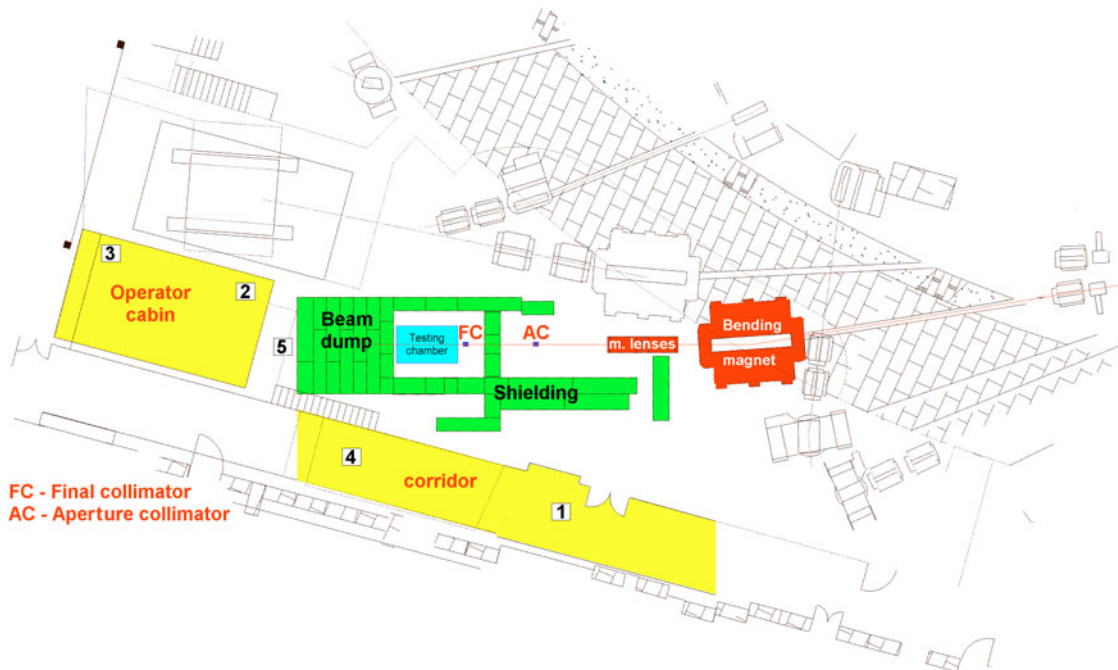 3
2
Operator
cabin
5
Beam
dump
Testing
chamber
FC
AC
m. lenses
Bending
magnet
Shielding
4
corridor
1
FC - Final collimator
AC - Aperture collimator